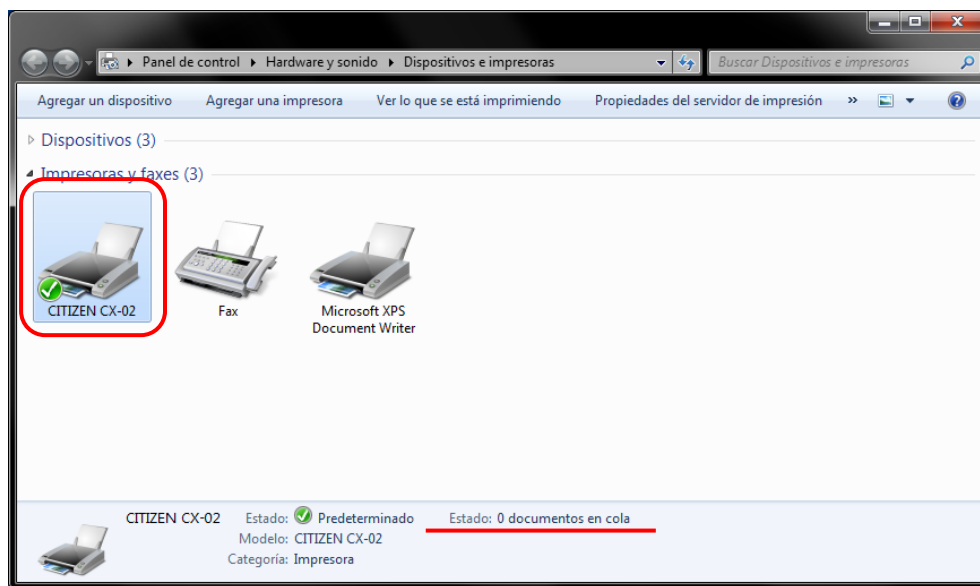 Panel de control ▸ Hardware y sonido ▸ Dispositivos e impresoras
Buscar Dispositivos e impresoras
Agregar un dispositivo Agregar una impresora Ver lo que se está imprimiendo Propiedades del servidor de impresión »
Dispositivos (3)
Impresoras y faxes (3)
CITIZEN CX-02
Fax
Microsoft XPS
Document Writer
CITIZEN CX-02 Estado: Predeterminado Estado: 0 documentos en cola
Modelo: CITIZEN CX-02
Categoría: Impresora